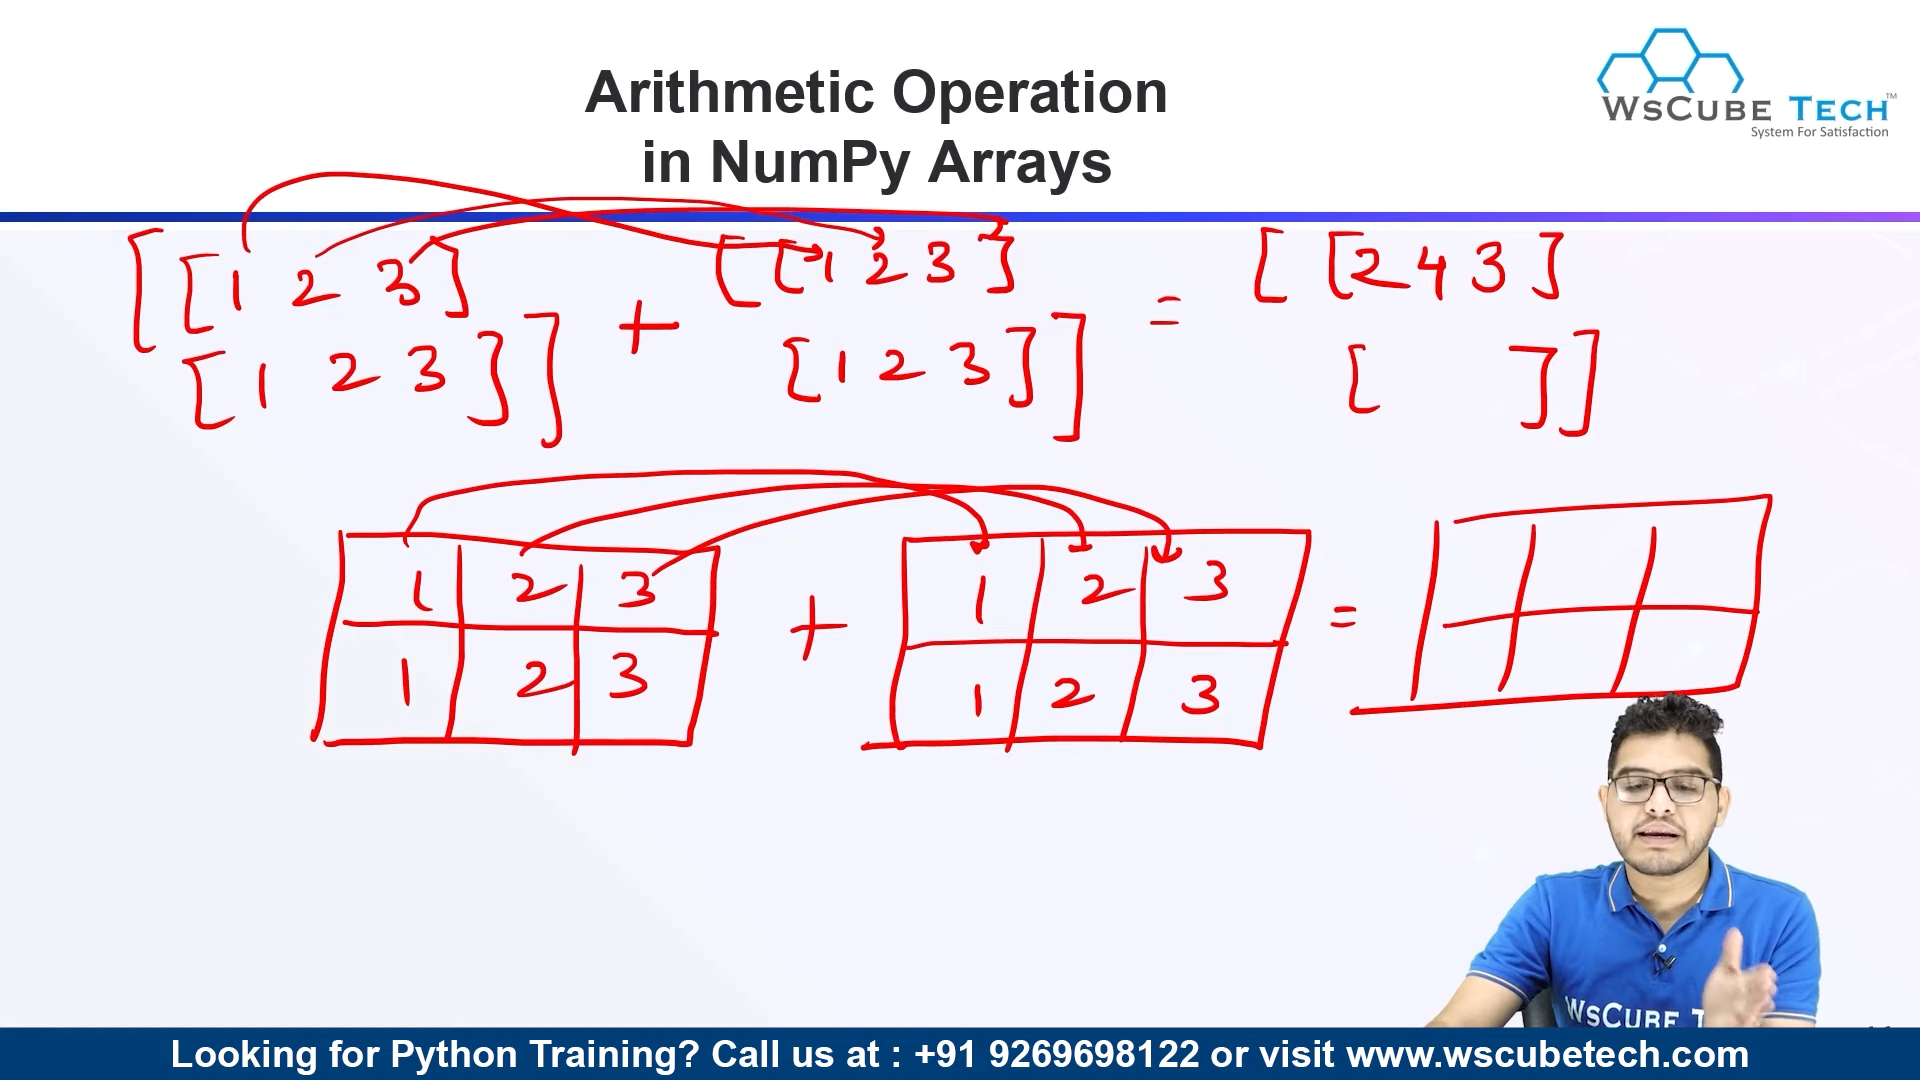 Arithmetic Operation
in NumPy Arrays
WSCUBE TECH™
System For Satisfaction
[[1 2 3] + [[1 2 3] = [[2 4 3]
[1 2 3]] [1 2 3]] [ ]]
1 2 3 + 1 2 3 =
1 2 3 1 2 3
WSCUBE T
Looking for Python Training? Call us at : +91 9269698122 or visit www.wscubetech.com